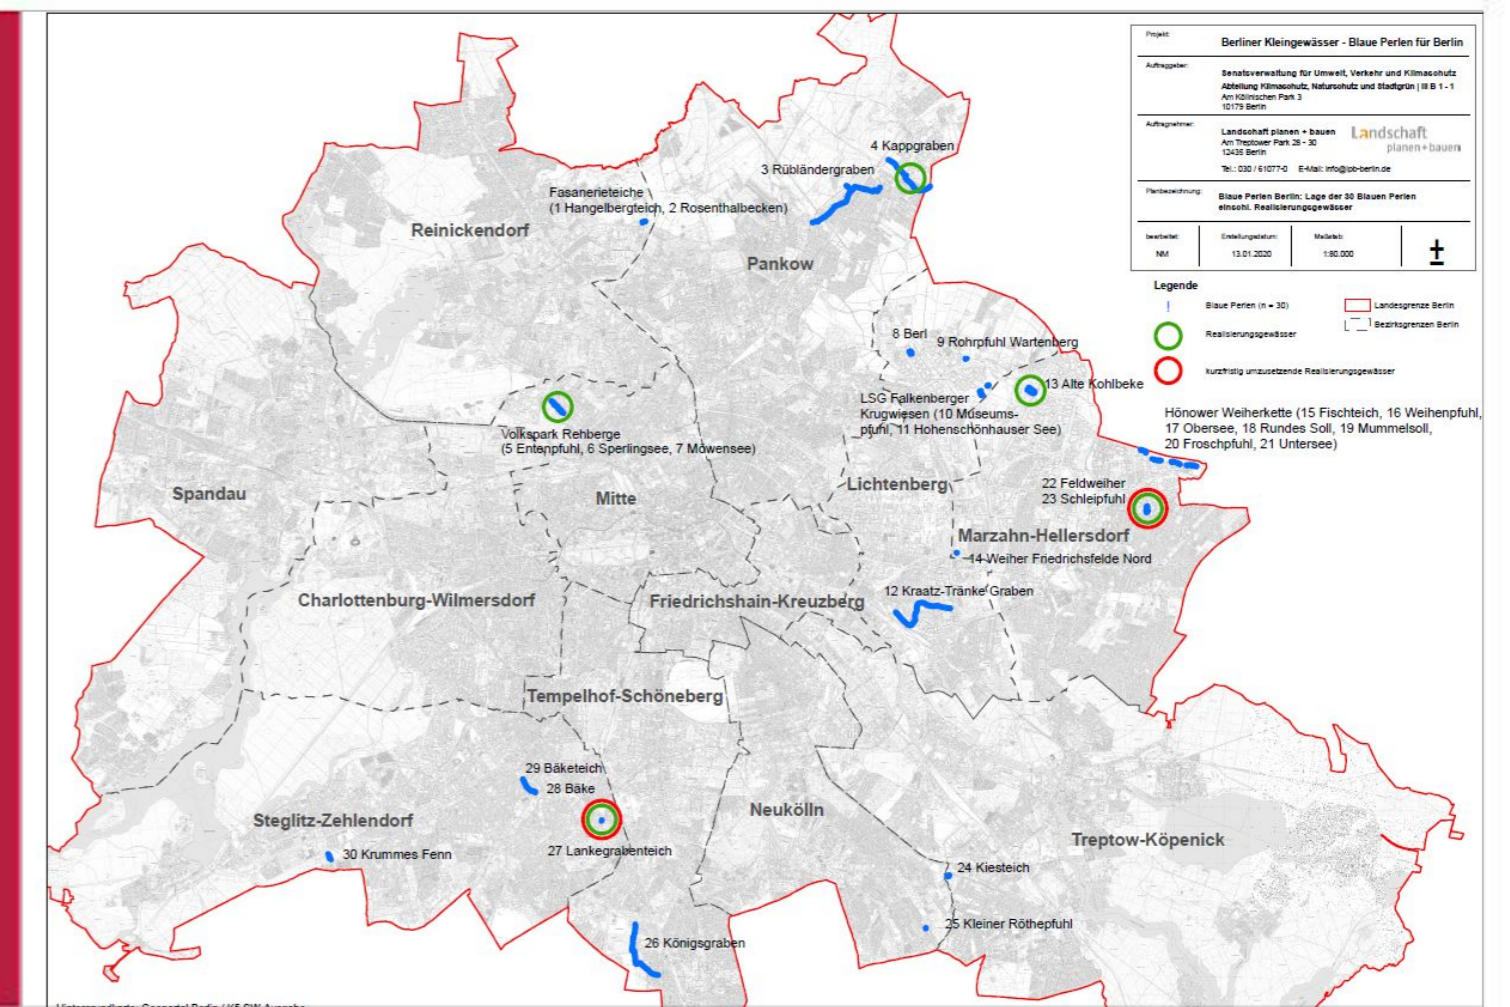 Projekt:
Berliner Kleingewässer - Blaue Perlen für Berlin
Auftraggeber:
Senatsverwaltung für Umwelt, Verkehr und Klimaschutz
Abteilung Klimaschutz, Naturschutz und Stadtgrün | III B 1 - 1
Am Köllnischen Park 3
10179 Berlin
Auftragnehmer:
Landschaft planen + bauen
Am Treptower Park 28 - 30
12435 Berlin
Tel.: 030 / 61077-0 E-Mail: info@lpb-berlin.de
Landschaft
planen+bauen
Planbezeichnung:
Blaue Perlen Berlin: Lage der 30 Blauen Perlen
einschl. Realisierungsgewässer
bearbeitet:
NM
Erstellungsdatum:
13.01.2020
Maßstab:
1:80.000
Legende
Blaue Perlen (n = 30)
Landesgrenze Berlin
Realisierungsgewässer
Bezirksgrenzen Berlin
kurzfristig umzusetzende Realisierungsgewässer
4 Kappgraben
3 Rübländergraben
Fasanerieteiche
(1 Hangelbergteich, 2 Rosenthalbecken)
Reinickendorf
Pankow
8 Berl
9 Rohrpfuhl Wartenberg
13 Alte Kohlbeke
LSG Falkenberger
Krugwiesen (10 Museums-
pfuhl, 11 Hohenschönhauser See)
Hönower Weiherkette (15 Fischteich, 16 Weihenpfuhl,
17 Obersee, 18 Rundes Soll, 19 Mummelsoll,
20 Froschpfuhl, 21 Untersee)
Volkspark Rehberge
(5 Entenpfuhl, 6 Sperlingsee, 7 Möwensee)
Spandau
Mitte
Lichtenberg
22 Feldweiher
23 Schleipfuhl
Marzahn-Hellersdorf
14 Weiher Friedrichsfelde Nord
12 Kraatz-Tränke Graben
Charlottenburg-Wilmersdorf
Friedrichshain-Kreuzberg
Tempelhof-Schöneberg
29 Bäketeich
28 Bäke
Steglitz-Zehlendorf
Neukölln
Treptow-Köpenick
27 Lankegrabenteich
30 Krummes Fenn
24 Kiesteich
25 Kleiner Röthepfuhl
26 Königsgraben